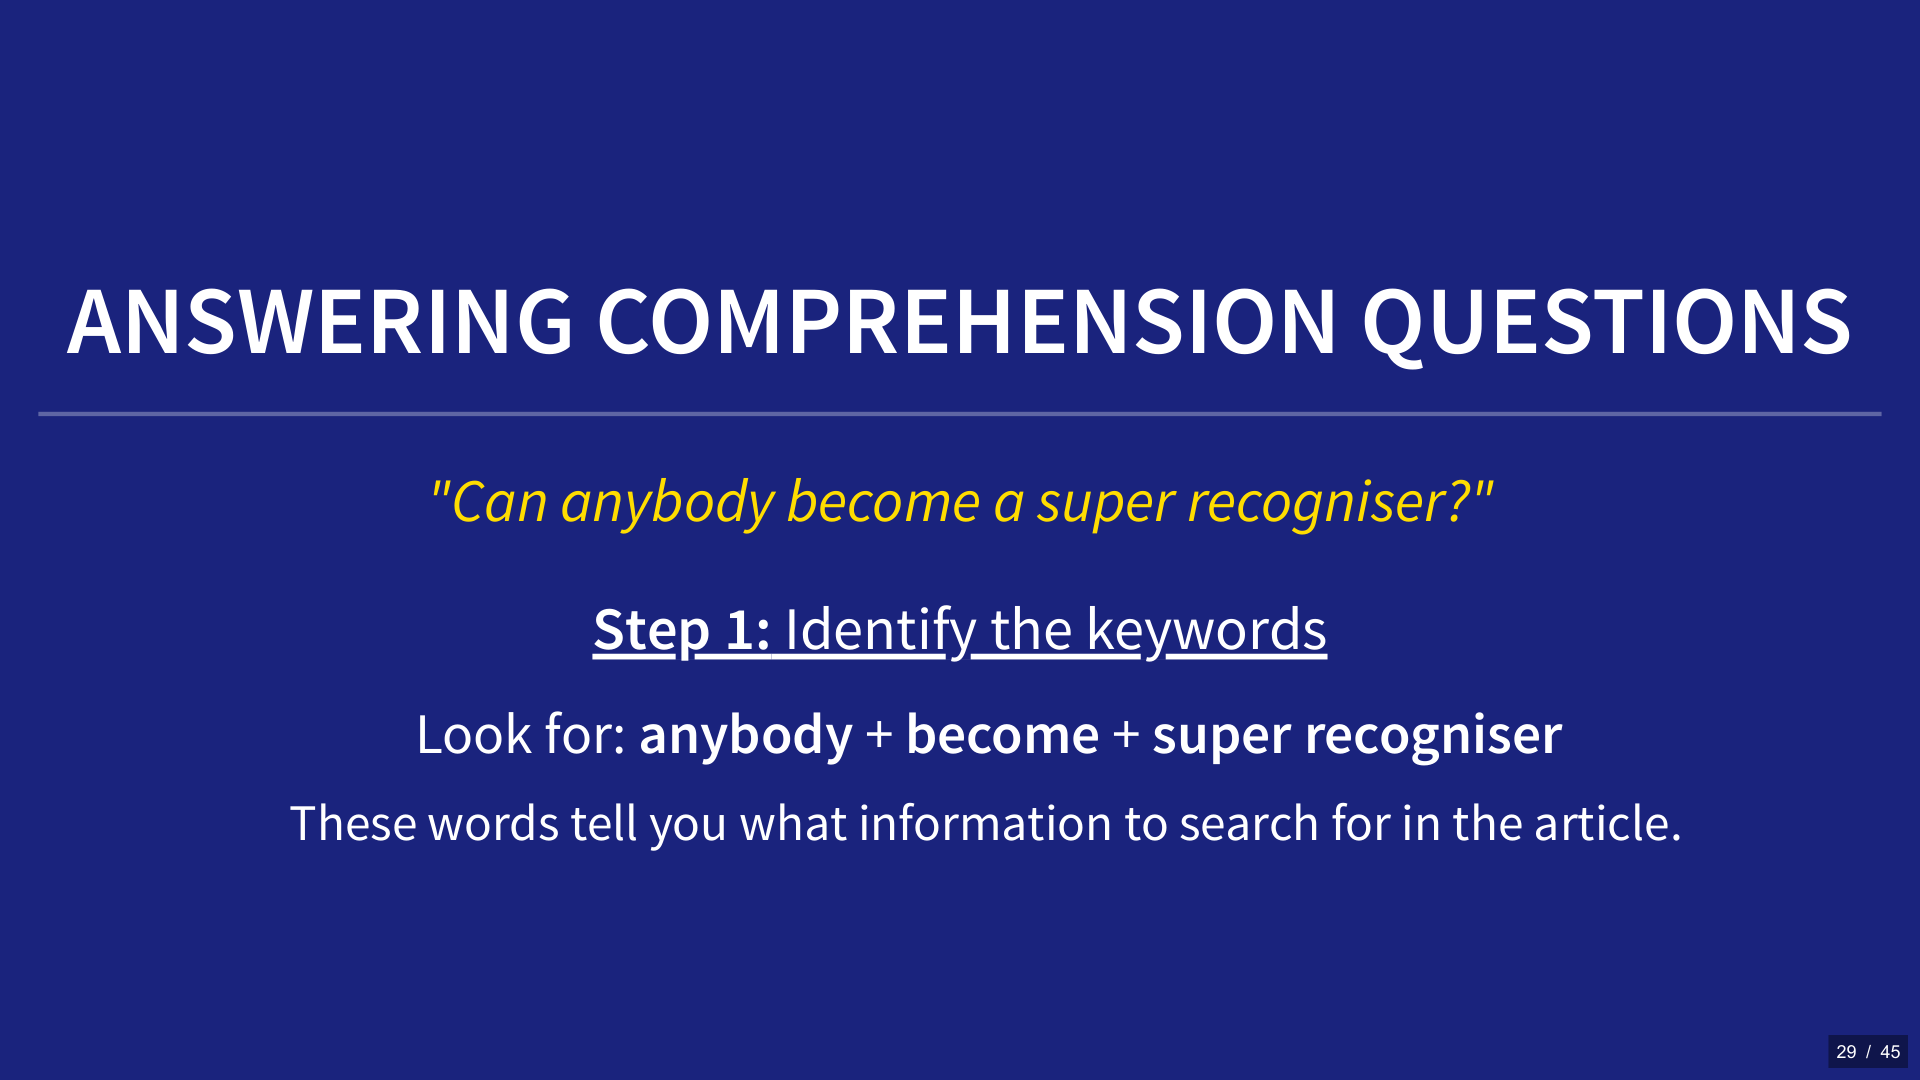 ANSWERING COMPREHENSION QUESTIONS
"Can anybody become a super recogniser?"
Step 1: Identify the keywords
Look for: anybody + become + super recogniser
These words tell you what information to search for in the article.
29 / 45